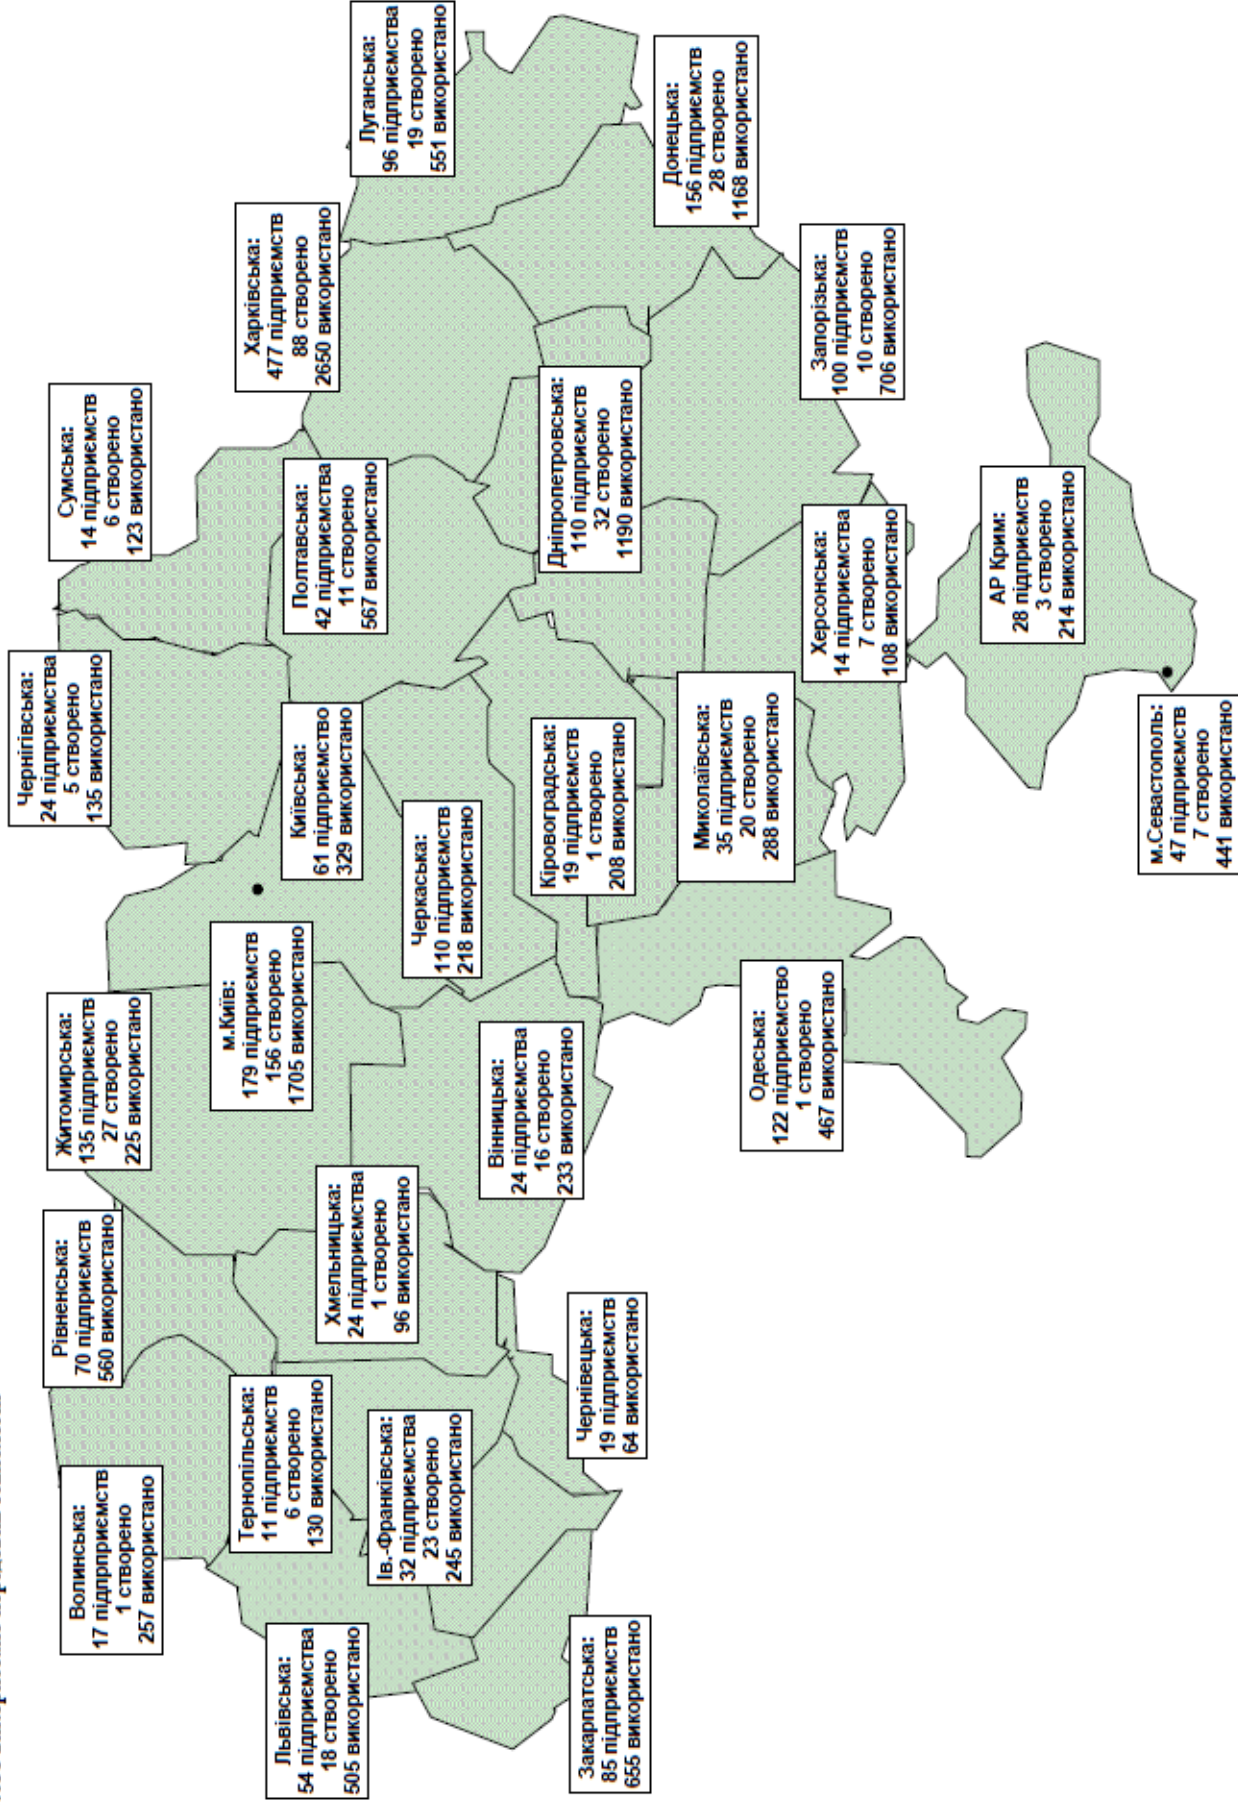 Чернігівська:
24 підприємства
5 створено
135 використано
Рівненська:
70 підприємств
560 використано
Житомирська:
135 підприємств
27 створено
225 використано
Сумська:
14 підприємств
6 створено
123 використано
Волинська:
17 підпрприємств
1 створено
257 використано
м.Київ:
179 підприємств
156 створено
1705 використано
Тернопільська:
11 підприємств
6 створено
130 використано
Харківська:
477 підприємств
88 створено
2650 використано
Львівська:
54 підприємства
18 створено
505 використано
Київська:
61 підприємство
329 використано
Полтавська:
42 підприємства
11 створено
567 використано
Хмельницька:
24 підприємства
1 створено
96 використано
Луганська:
96 підприємства
19 створено
551 використано
Ів.-Франківська:
32 підприємства
23 створено
245 використано
Черкаська:
110 підприємств
218 використано
Вінницька:
24 підприємства
16 створено
233 використано
Кіровоградська:
19 підприємств
1 створено
208 використано
Дніпропетровська:
110 підприємств
32 створено
1190 використано
Чернівецька:
19 підприємств
64 використано
Закарпатська:
85 підприємств
655 використано
Донецька:
156 підприємств
28 створено
1168 використано
Миколаївська:
35 підприємств
20 створено
288 використано
Одеська:
122 підприємство
1 створено
467 використано
Запорізька:
100 підприємств
10 створено
706 використано
Херсонська:
14 підприємства
7 створено
108 використано
АР Крим:
28 підприємств
3 створено
214 використано
м.Севастополь:
47 підприємств
7 створено
441 використано